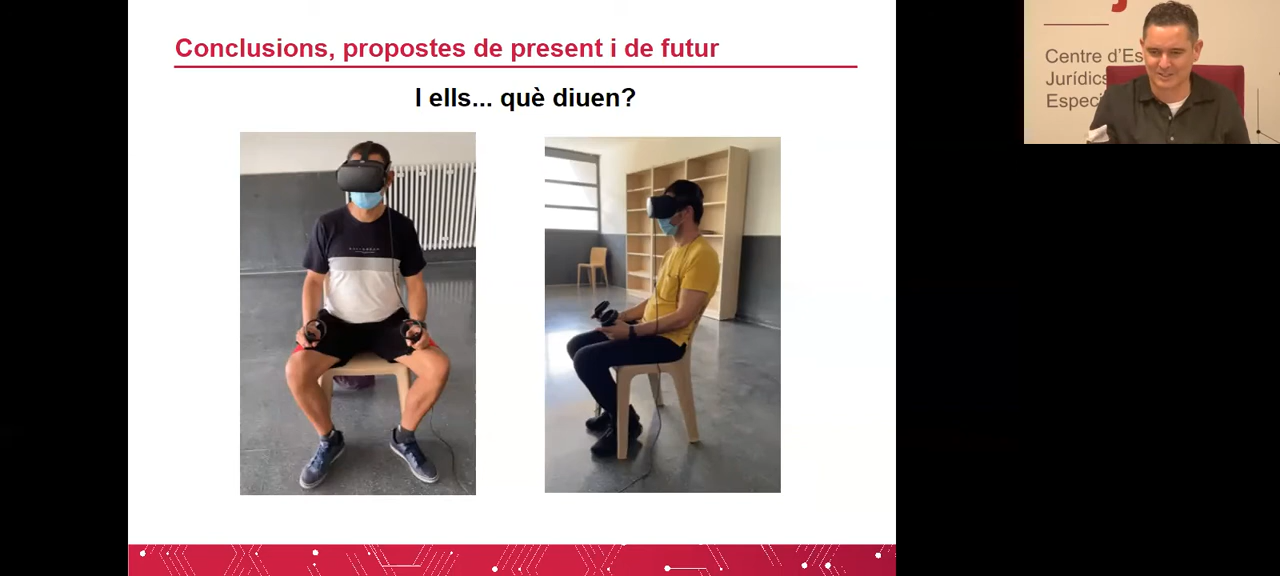 Conclusions, propostes de present i de futur
I ells... què diuen?
Centre d'Es
Jurídics
Especi